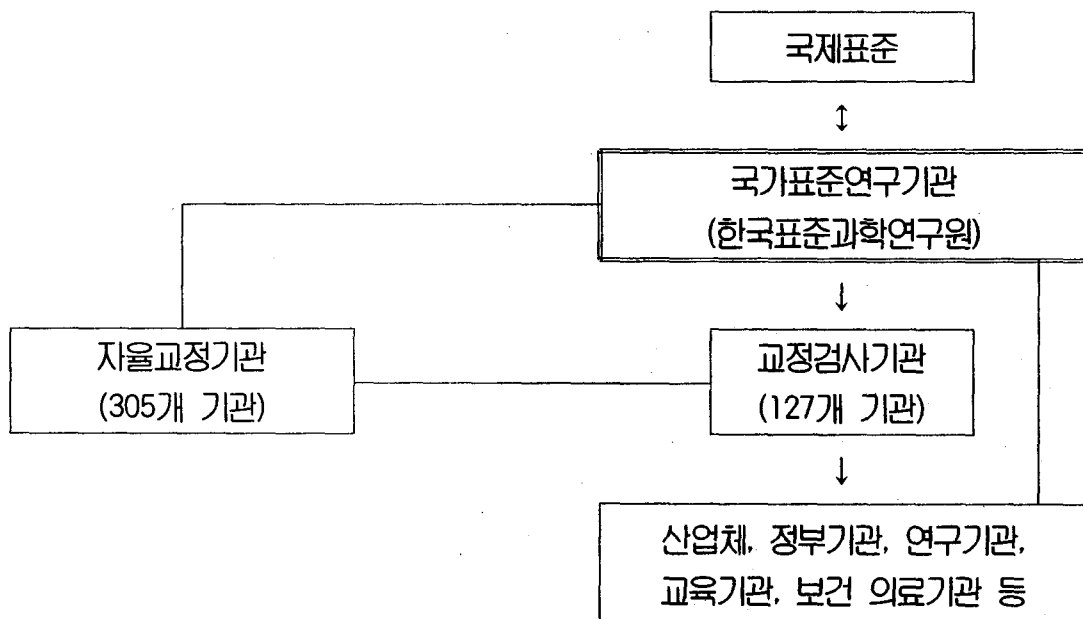 국제표준
↕
국가표준연구기관
(한국표준과학연구원)
↓
자율교정기관
(305개 기관)
교정검사기관
(127개 기관)
↓
산업체, 정부기관, 연구기관,
교육기관, 보건 의료기관 등